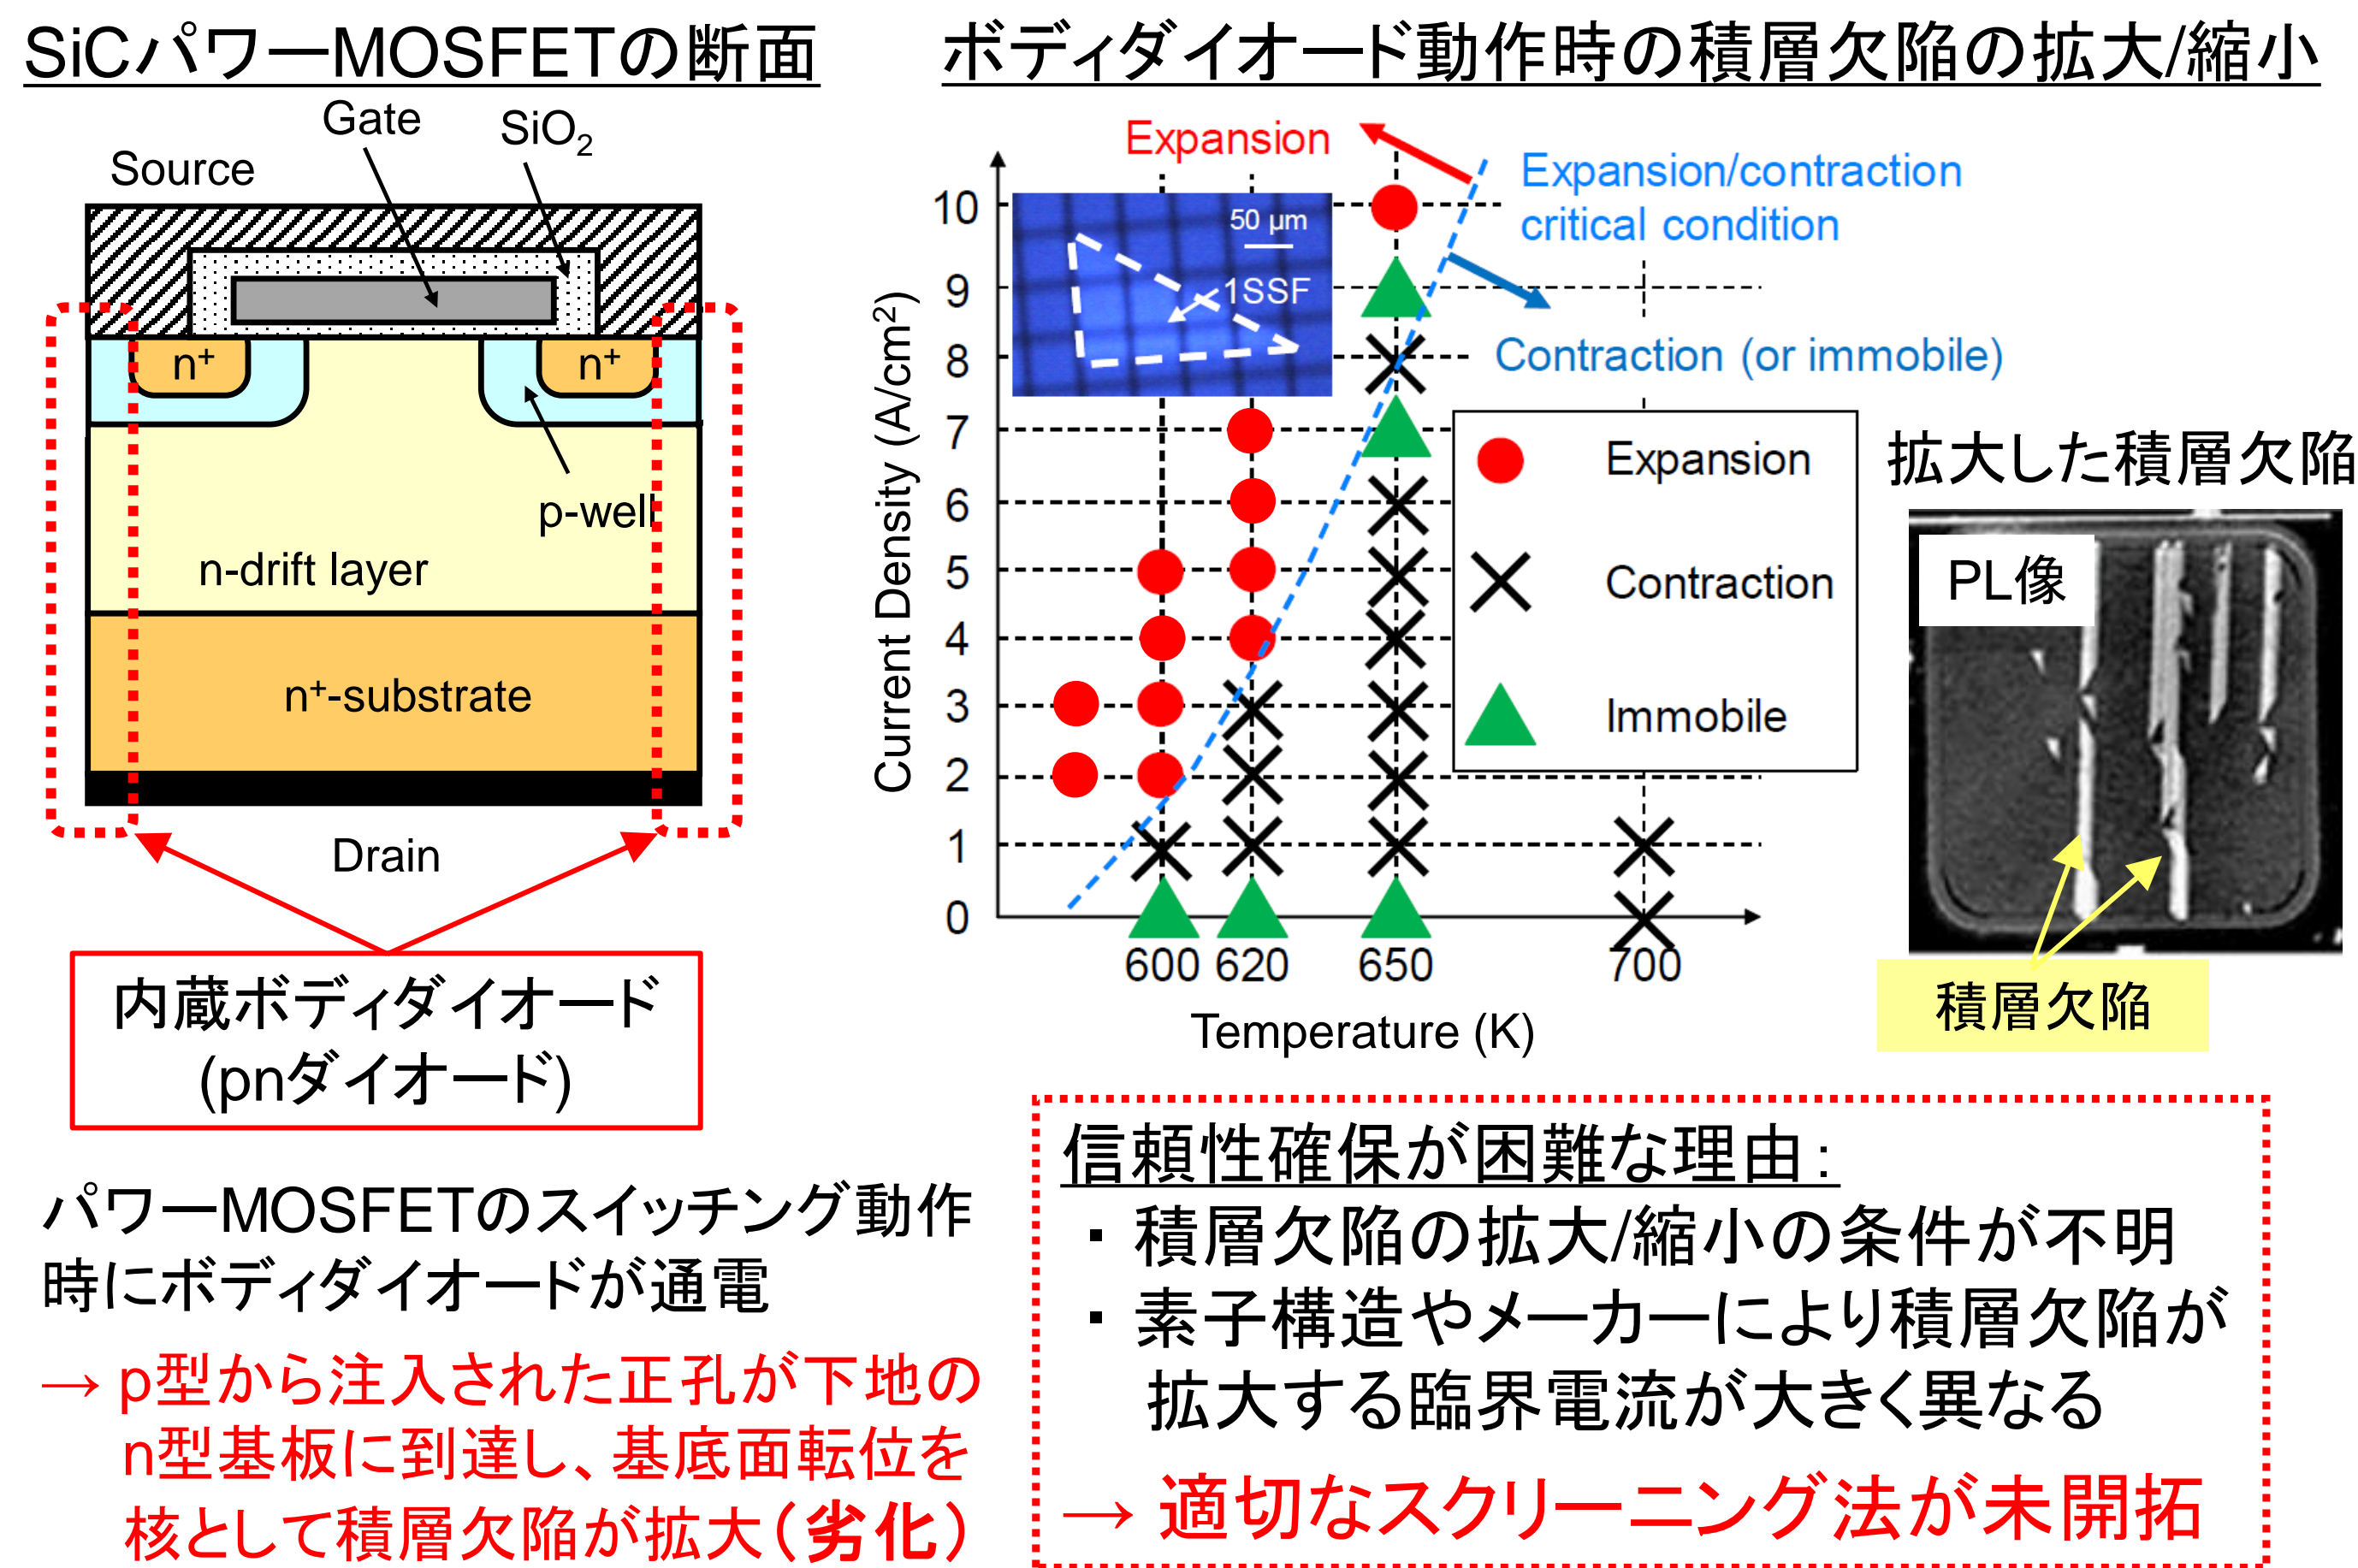 SiCパワーMOSFETの断面
Gate
SiO2
Source
n+
n+
p-well
n-drift layer
n+-substrate
Drain
内蔵ボディダイオード
(pnダイオード)
パワーMOSFETのスイッチング動作
時にボディダイオードが通電
→ p型から注入された正孔が下地の
n型基板に到達し、基底面転位を
核として積層欠陥が拡大（劣化）
ボディダイオード動作時の積層欠陥の拡大/縮小
Expansion
Expansion/contraction
critical condition
Contraction (or immobile)
50 μm
1SSF
Current Density (A/cm2)
10
9
8
7
6
5
4
3
2
1
0
600 620 650 700
Temperature (K)
Expansion
Contraction
Immobile
拡大した積層欠陥
PL像
積層欠陥
信頼性確保が困難な理由：
・ 積層欠陥の拡大/縮小の条件が不明
・ 素子構造やメーカーにより積層欠陥が
拡大する臨界電流が大きく異なる
→ 適切なスクリーニング法が未開拓